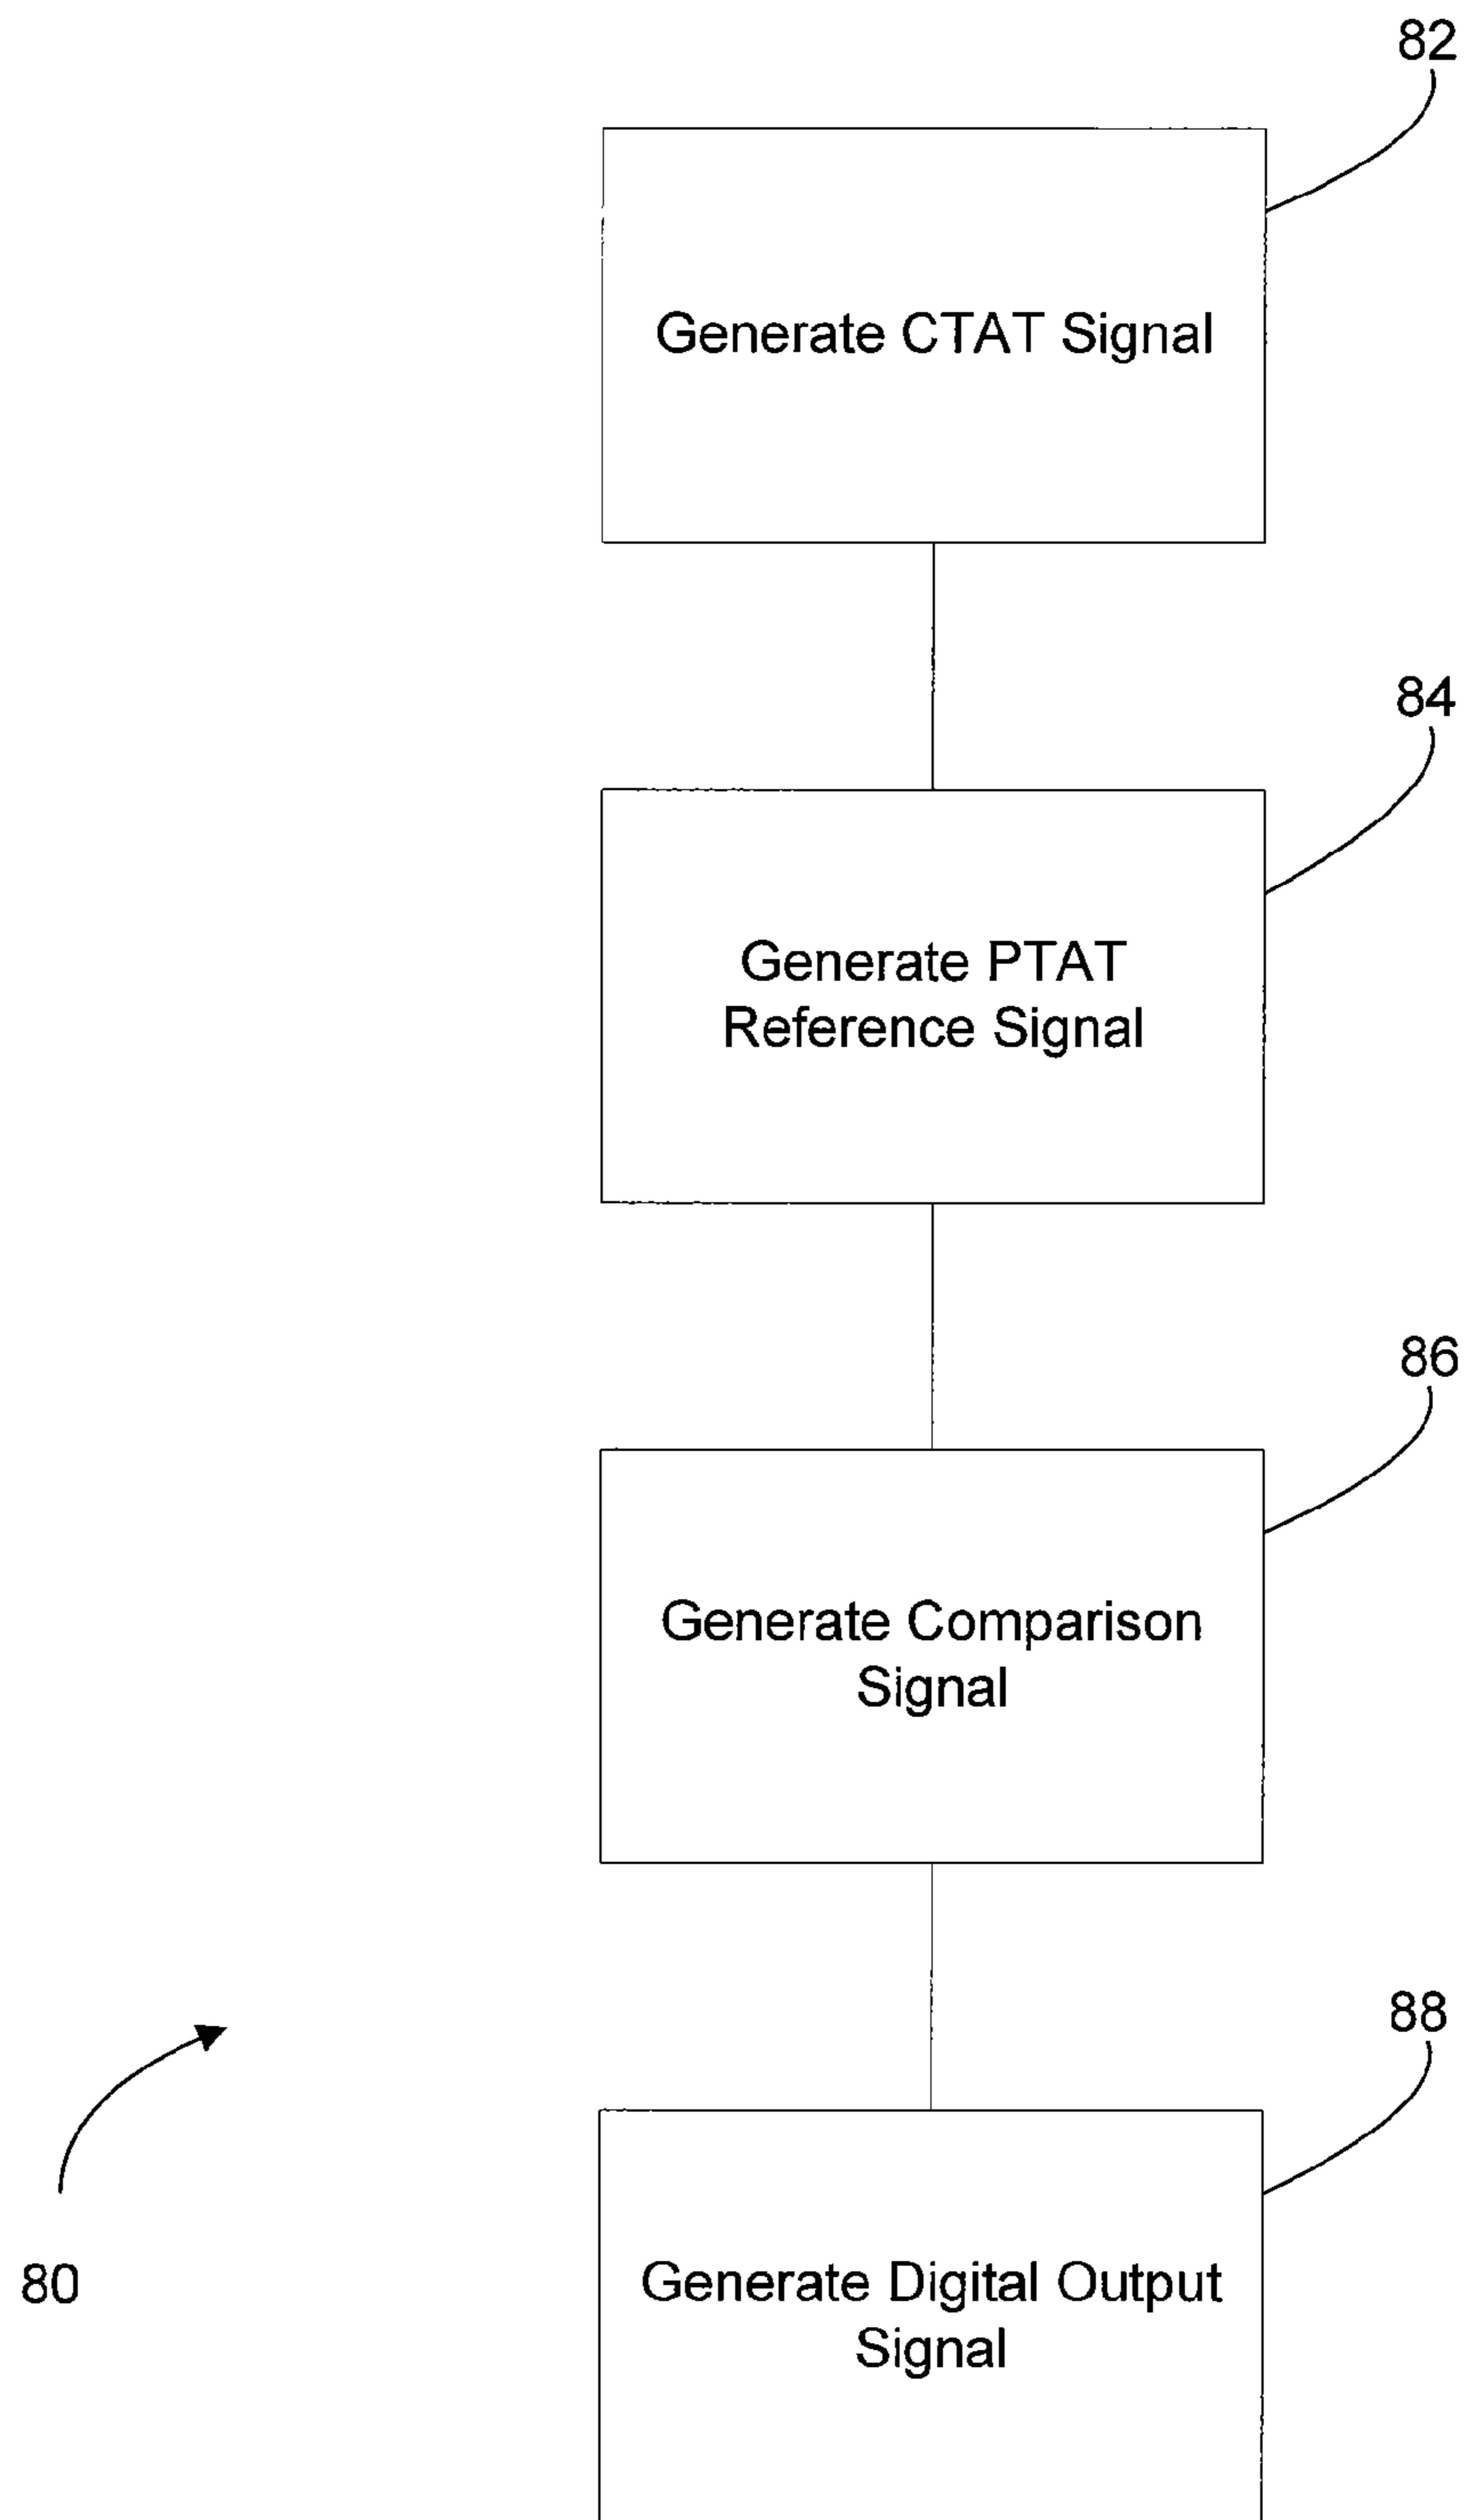 82
Generate CTAT Signal
84
Generate PTAT
Reference Signal
86
Generate Comparison
Signal
88
80
Generate Digital Output
Signal